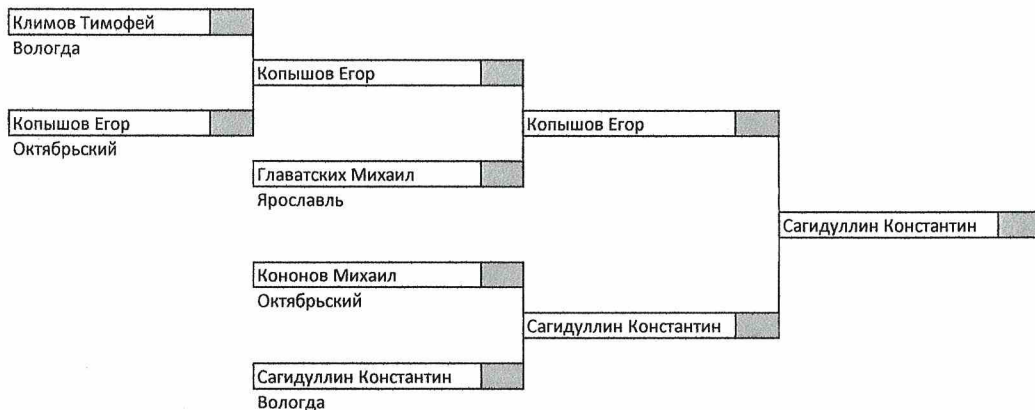 Климов Тимофей
Вологда
Копышов Егор
Копышов Егор
Октябрьский
Копышов Егор
Главатских Михаил
Ярославль
Сагидуллин Константин
Кононов Михаил
Октябрьский
Сагидуллин Константин
Сагидуллин Константин
Вологда